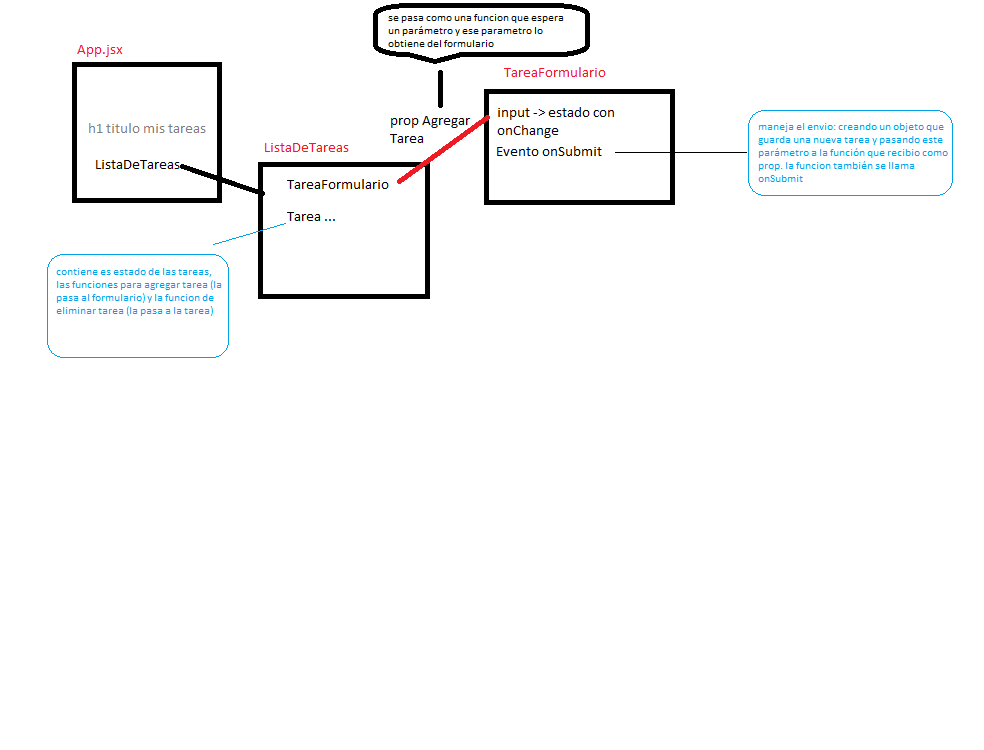 se pasa como una funcion que espera
un parámetro y ese parametro lo
obtiene del formulario
App.jsx
h1 titulo mis tareas
ListaDeTareas
prop Agregar
Tarea
ListaDeTareas
TareaFormulario
Tarea ...
TareaFormulario
input -> estado con
onChange
Evento onSubmit
maneja el envio: creando un objeto que
guarda una nueva tarea y pasando este
parámetro a la función que recibio como
prop. la funcion también se llama
onSubmit
contiene es estado de las tareas,
las funciones para agregar tarea (la
pasa al formulario) y la funcion de
eliminar tarea (la pasa a la tarea)